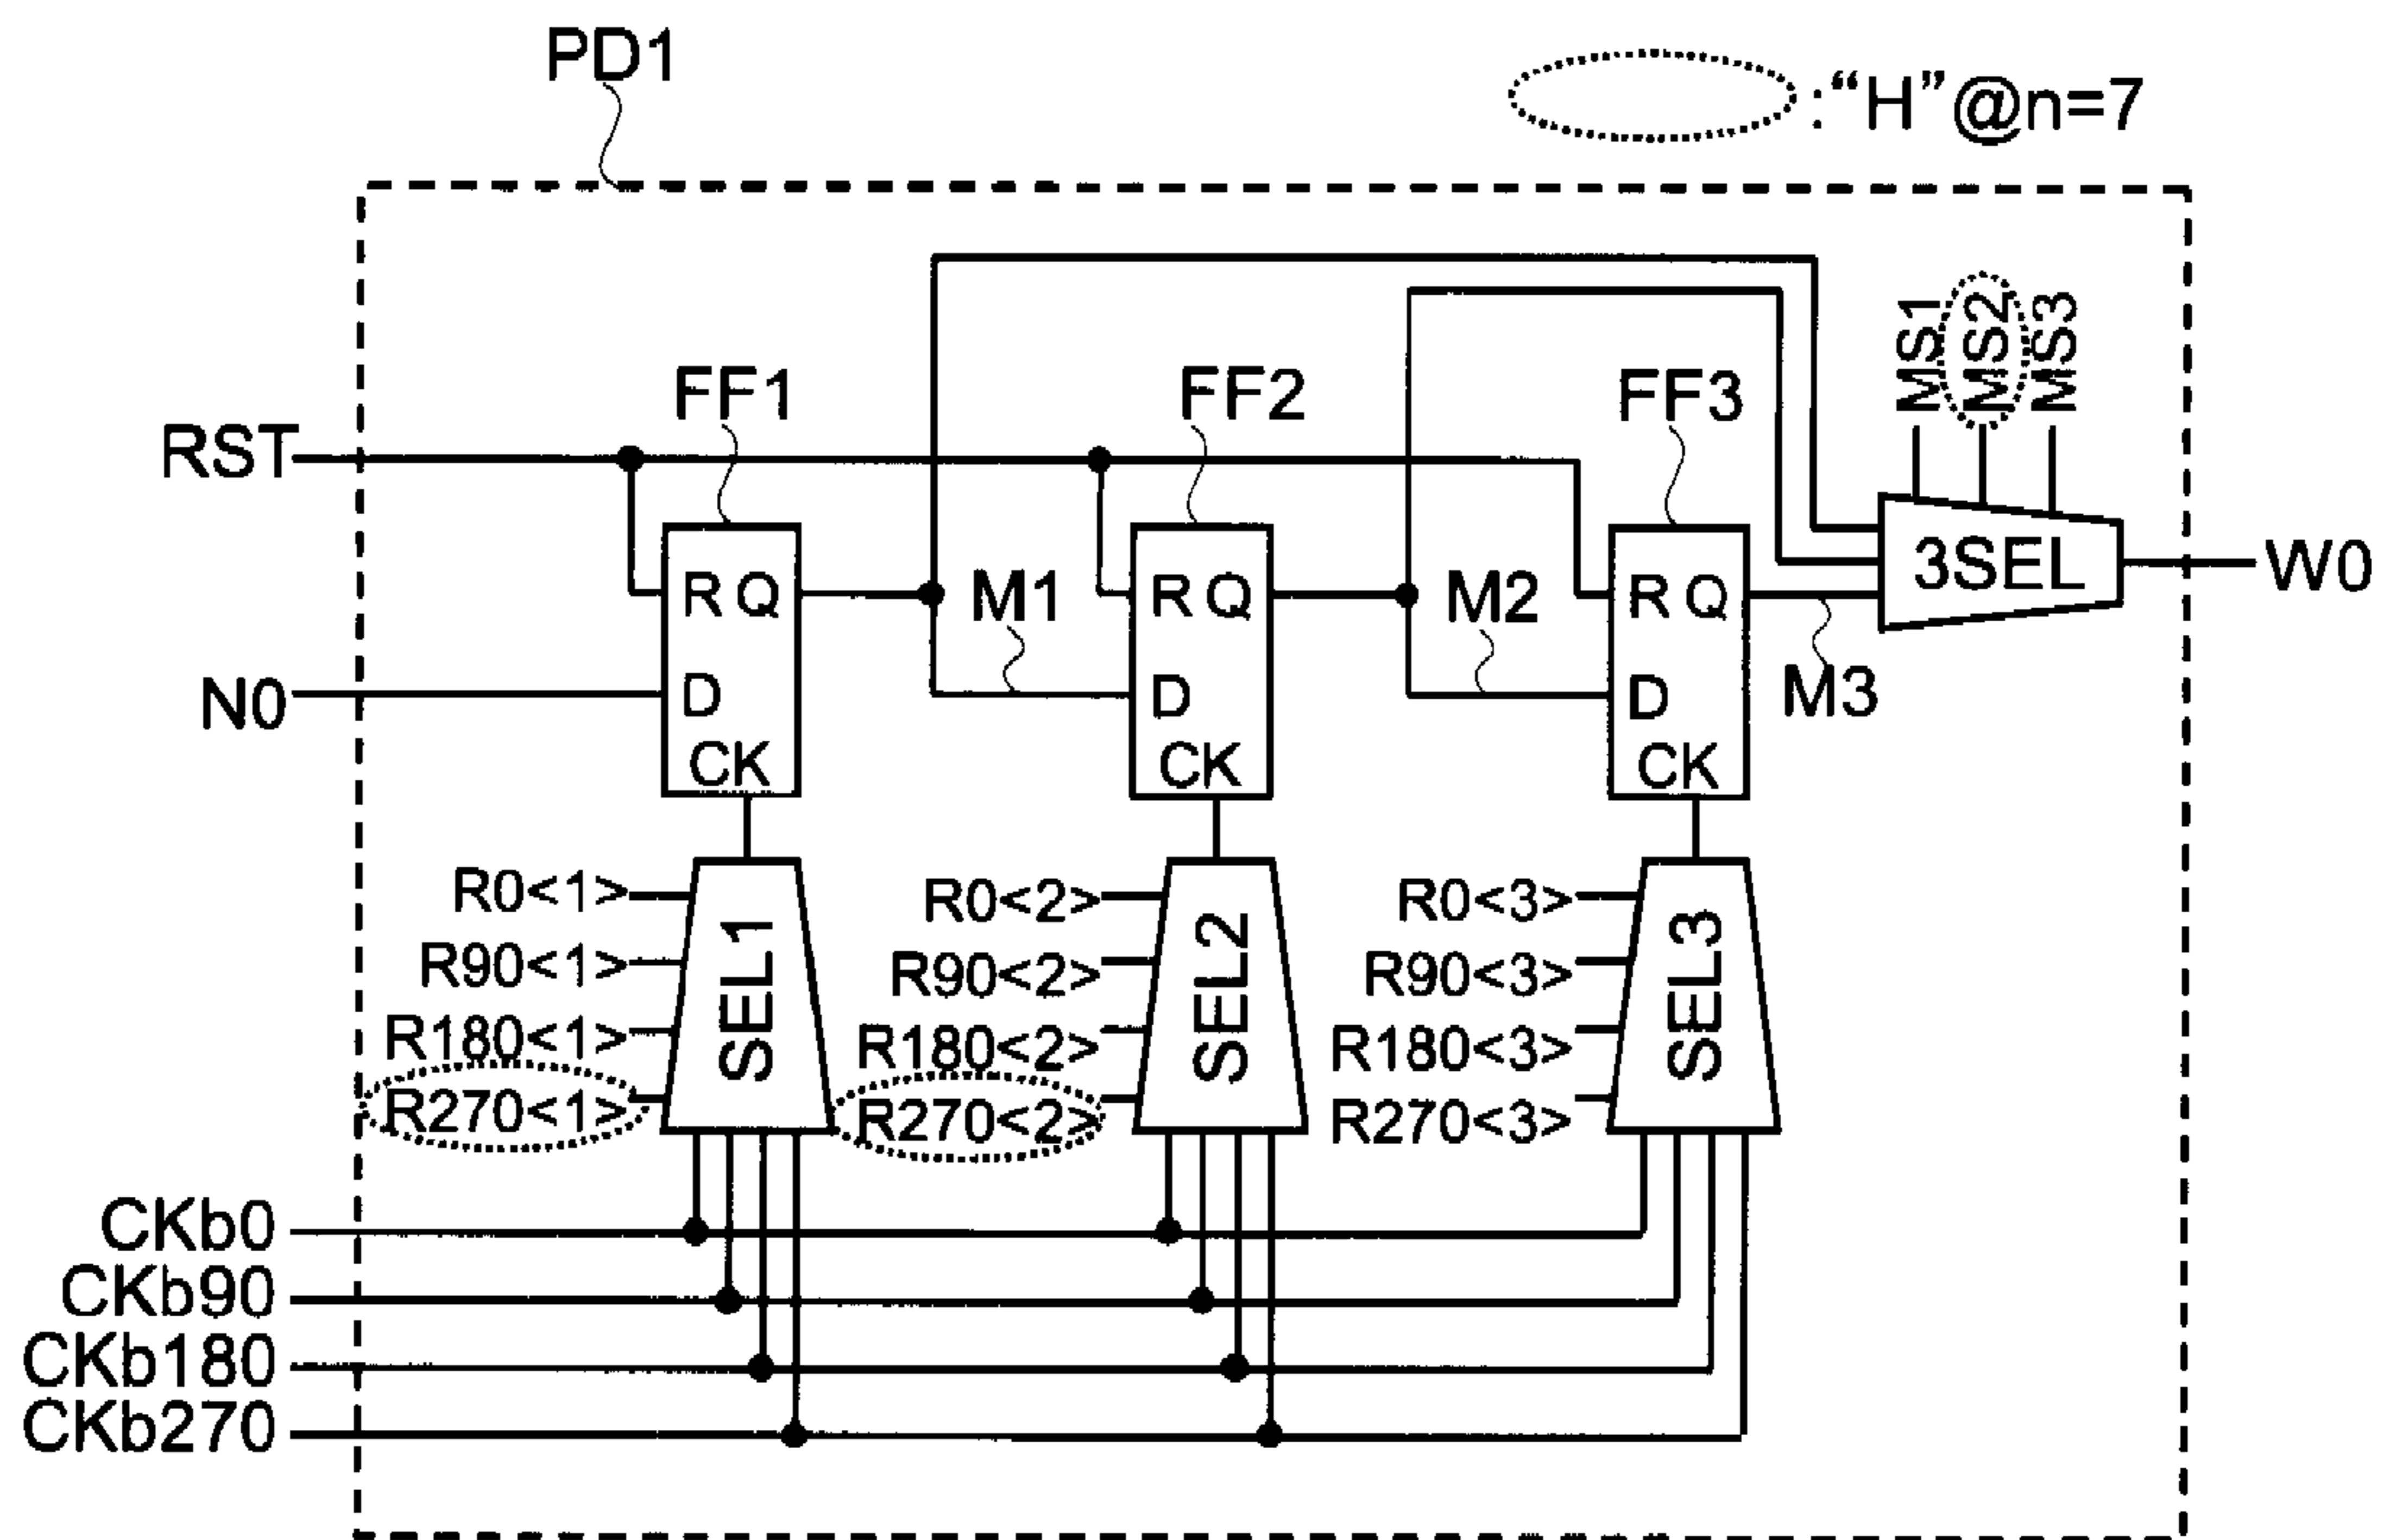 PD1
:“H”@n=7
MS1
MS2
MS3
FF1
FF2
FF3
RST
R Q
M1
R Q
M2
R Q
3SEL
W0
N0
D
D
D
M3
CK
CK
CK
R0<1>
R90<1>
R180<1>
R270<1>
SEL1
R0<2>
R90<2>
R180<2>
R270<2>
SEL2
R0<3>
R90<3>
R180<3>
R270<3>
SEL3
CKb0
CKb90
CKb180
CKb270